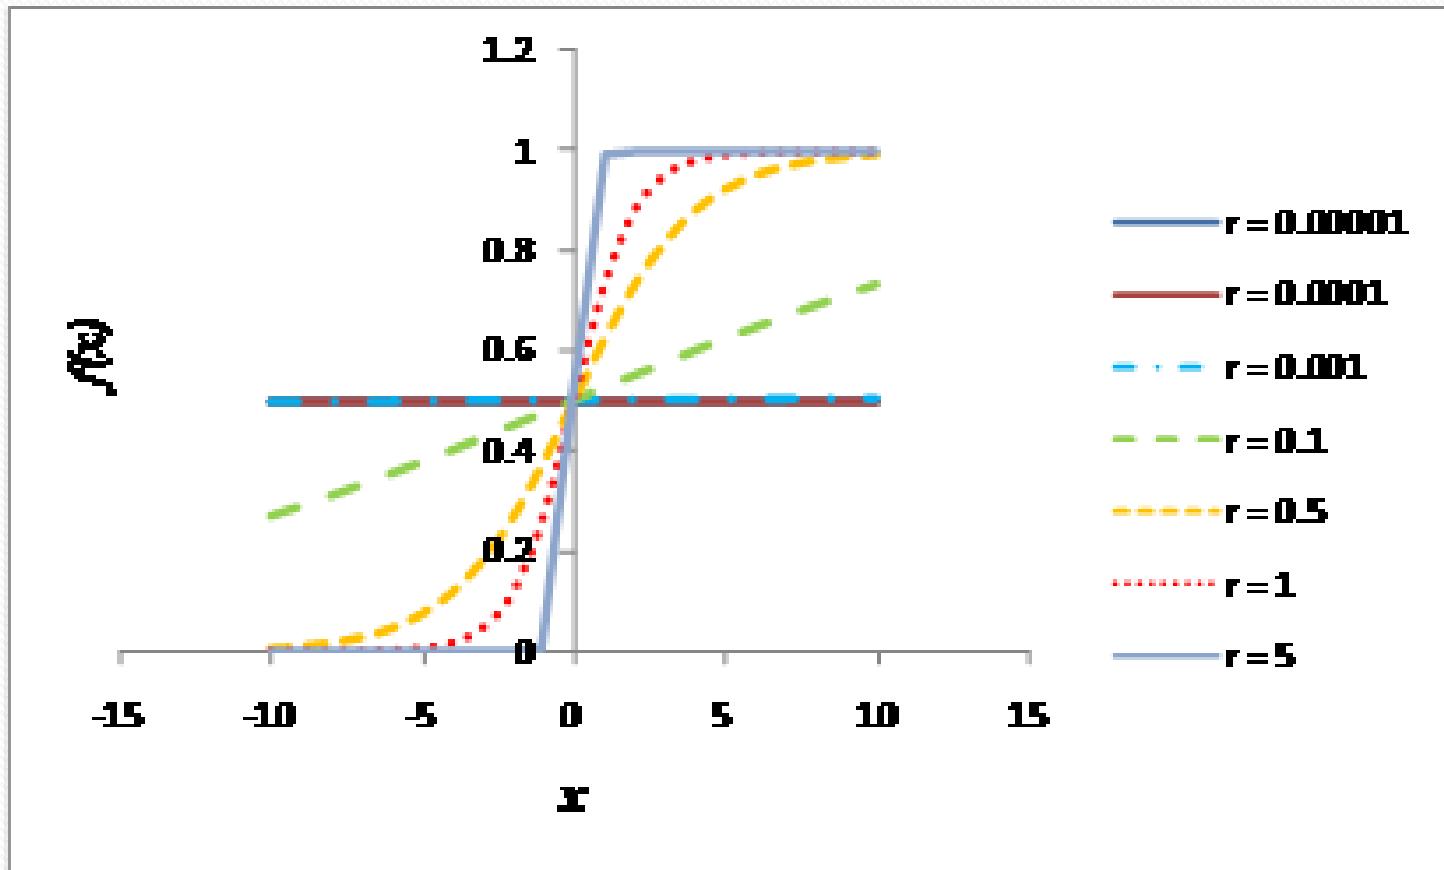 1.2
1
0.8
0.6
0.4
0.2
0
f(x)
-15 -10 -5 0 5 10 15
x
r = 0.00001
r = 0.0001
r = 0.001
r = 0.1
r = 0.5
r = 1
r = 5